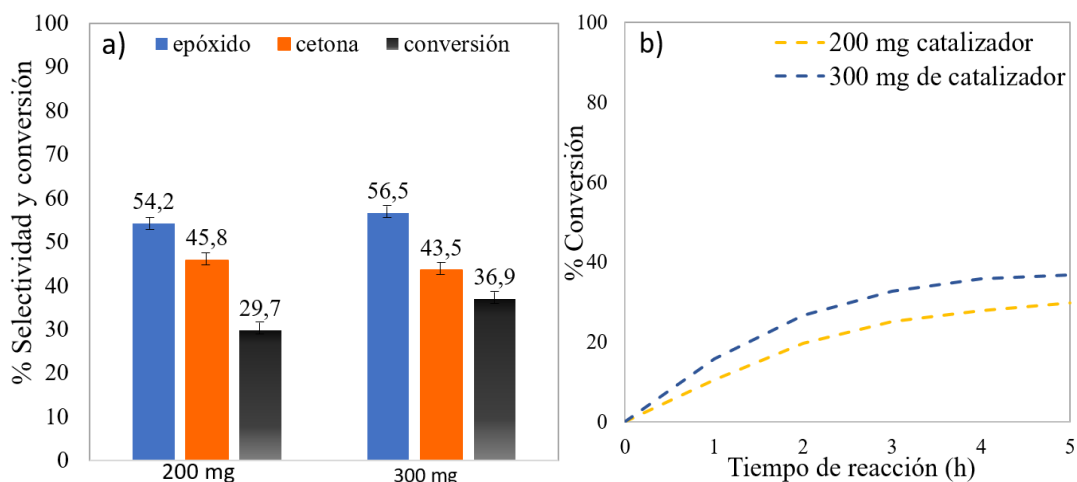 a)
epóxido
cetona
conversión
% Selectividad y conversión
100
90
80
70
60
50
40
30
20
10
0
54,2
45,8
29,7
56,5
43,5
36,9
200 mg
300 mg
b)
200 mg catalizador
300 mg de catalizador
% Conversión
100
80
60
40
20
0
0 1 2 3 4 5
Tiempo de reacción (h)